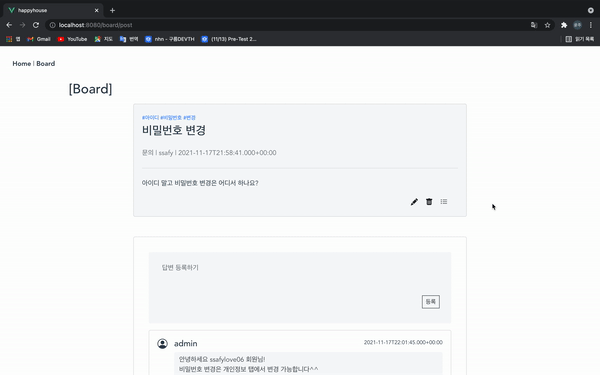 happyhouse
localhost:8080/board/post
앱 Gmail YouTube 지도 번역 nhn - 구름DEVTH (11/13) Pre-Test 2... 읽기 목록
Home | Board
[Board]
#아이디 #비밀번호 #변경
비밀번호 변경
문의 | ssafy | 2021-11-17T21:58:41.000+00:00
아이디 말고 비밀번호 변경은 어디서 하나요?
답변 등록하기
등록
admin 2021-11-17T22:01:45.000+00:00
안녕하세요 ssafylove06 회원님!
비밀번호 변경은 개인정보 탭에서 변경 가능합니다^^